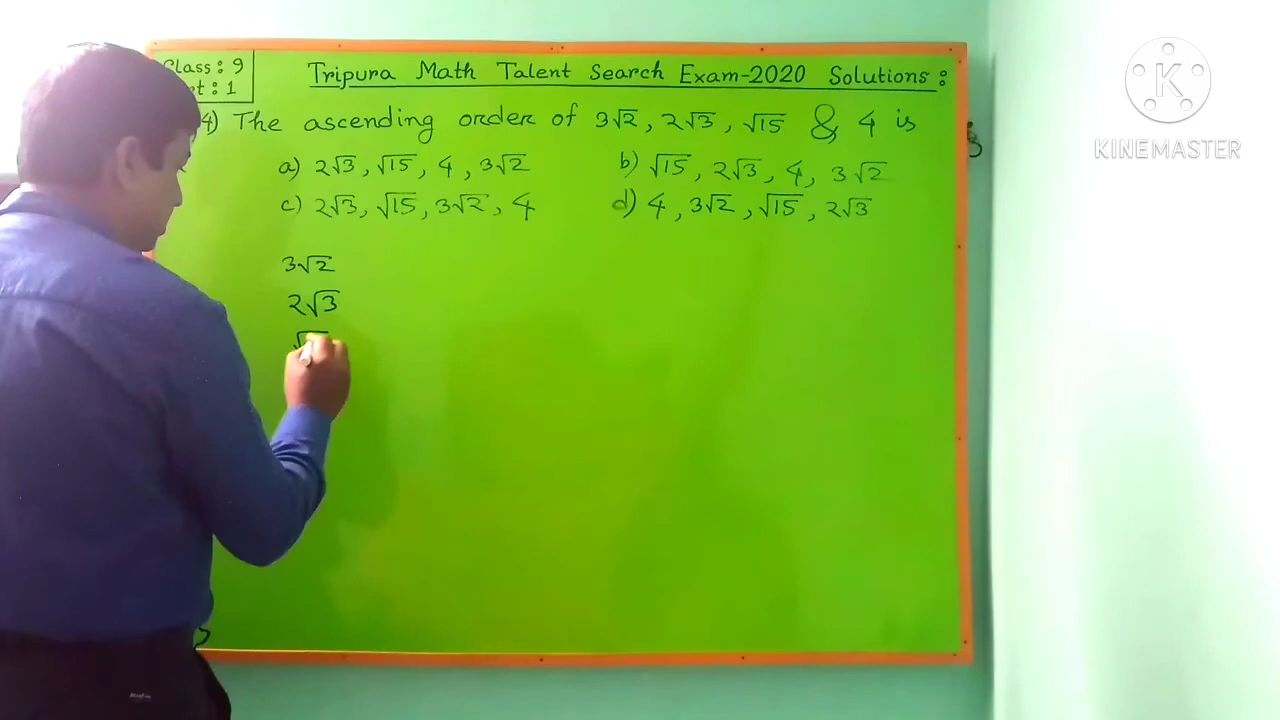 Class: 9
Tripura Math Talent Search Exam-2020 Solutions:
t: 1
4) The ascending order of 3√2, 2√3, √15 & 4 is
a) 2√3, √15, 4, 3√2
b) √15, 2√3, 4, 3√2
c) 2√3, √15, 3√2, 4
d) 4, 3√2, √15, 2√3
3√2
2√3
K
KINEMASTER